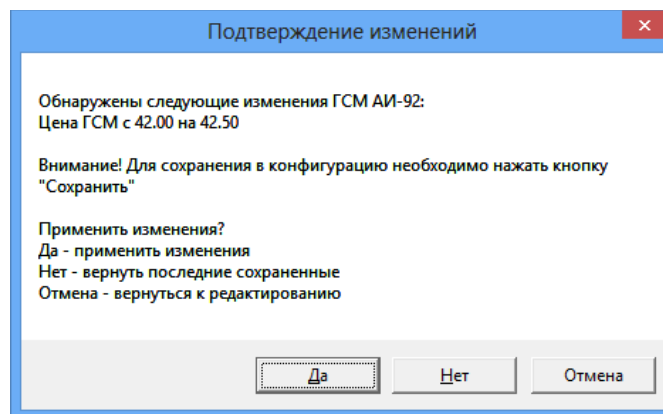 Подтверждение изменений
Обнаружены следующие изменения ГСМ АИ-92:
Цена ГСМ с 42.00 на 42.50
Внимание! Для сохранения в конфигурацию необходимо нажать кнопку
"Сохранить"
Применить изменения?
Да - применить изменения
Нет - вернуть последние сохраненные
Отмена - вернуться к редактированию
Да
Нет
Отмена